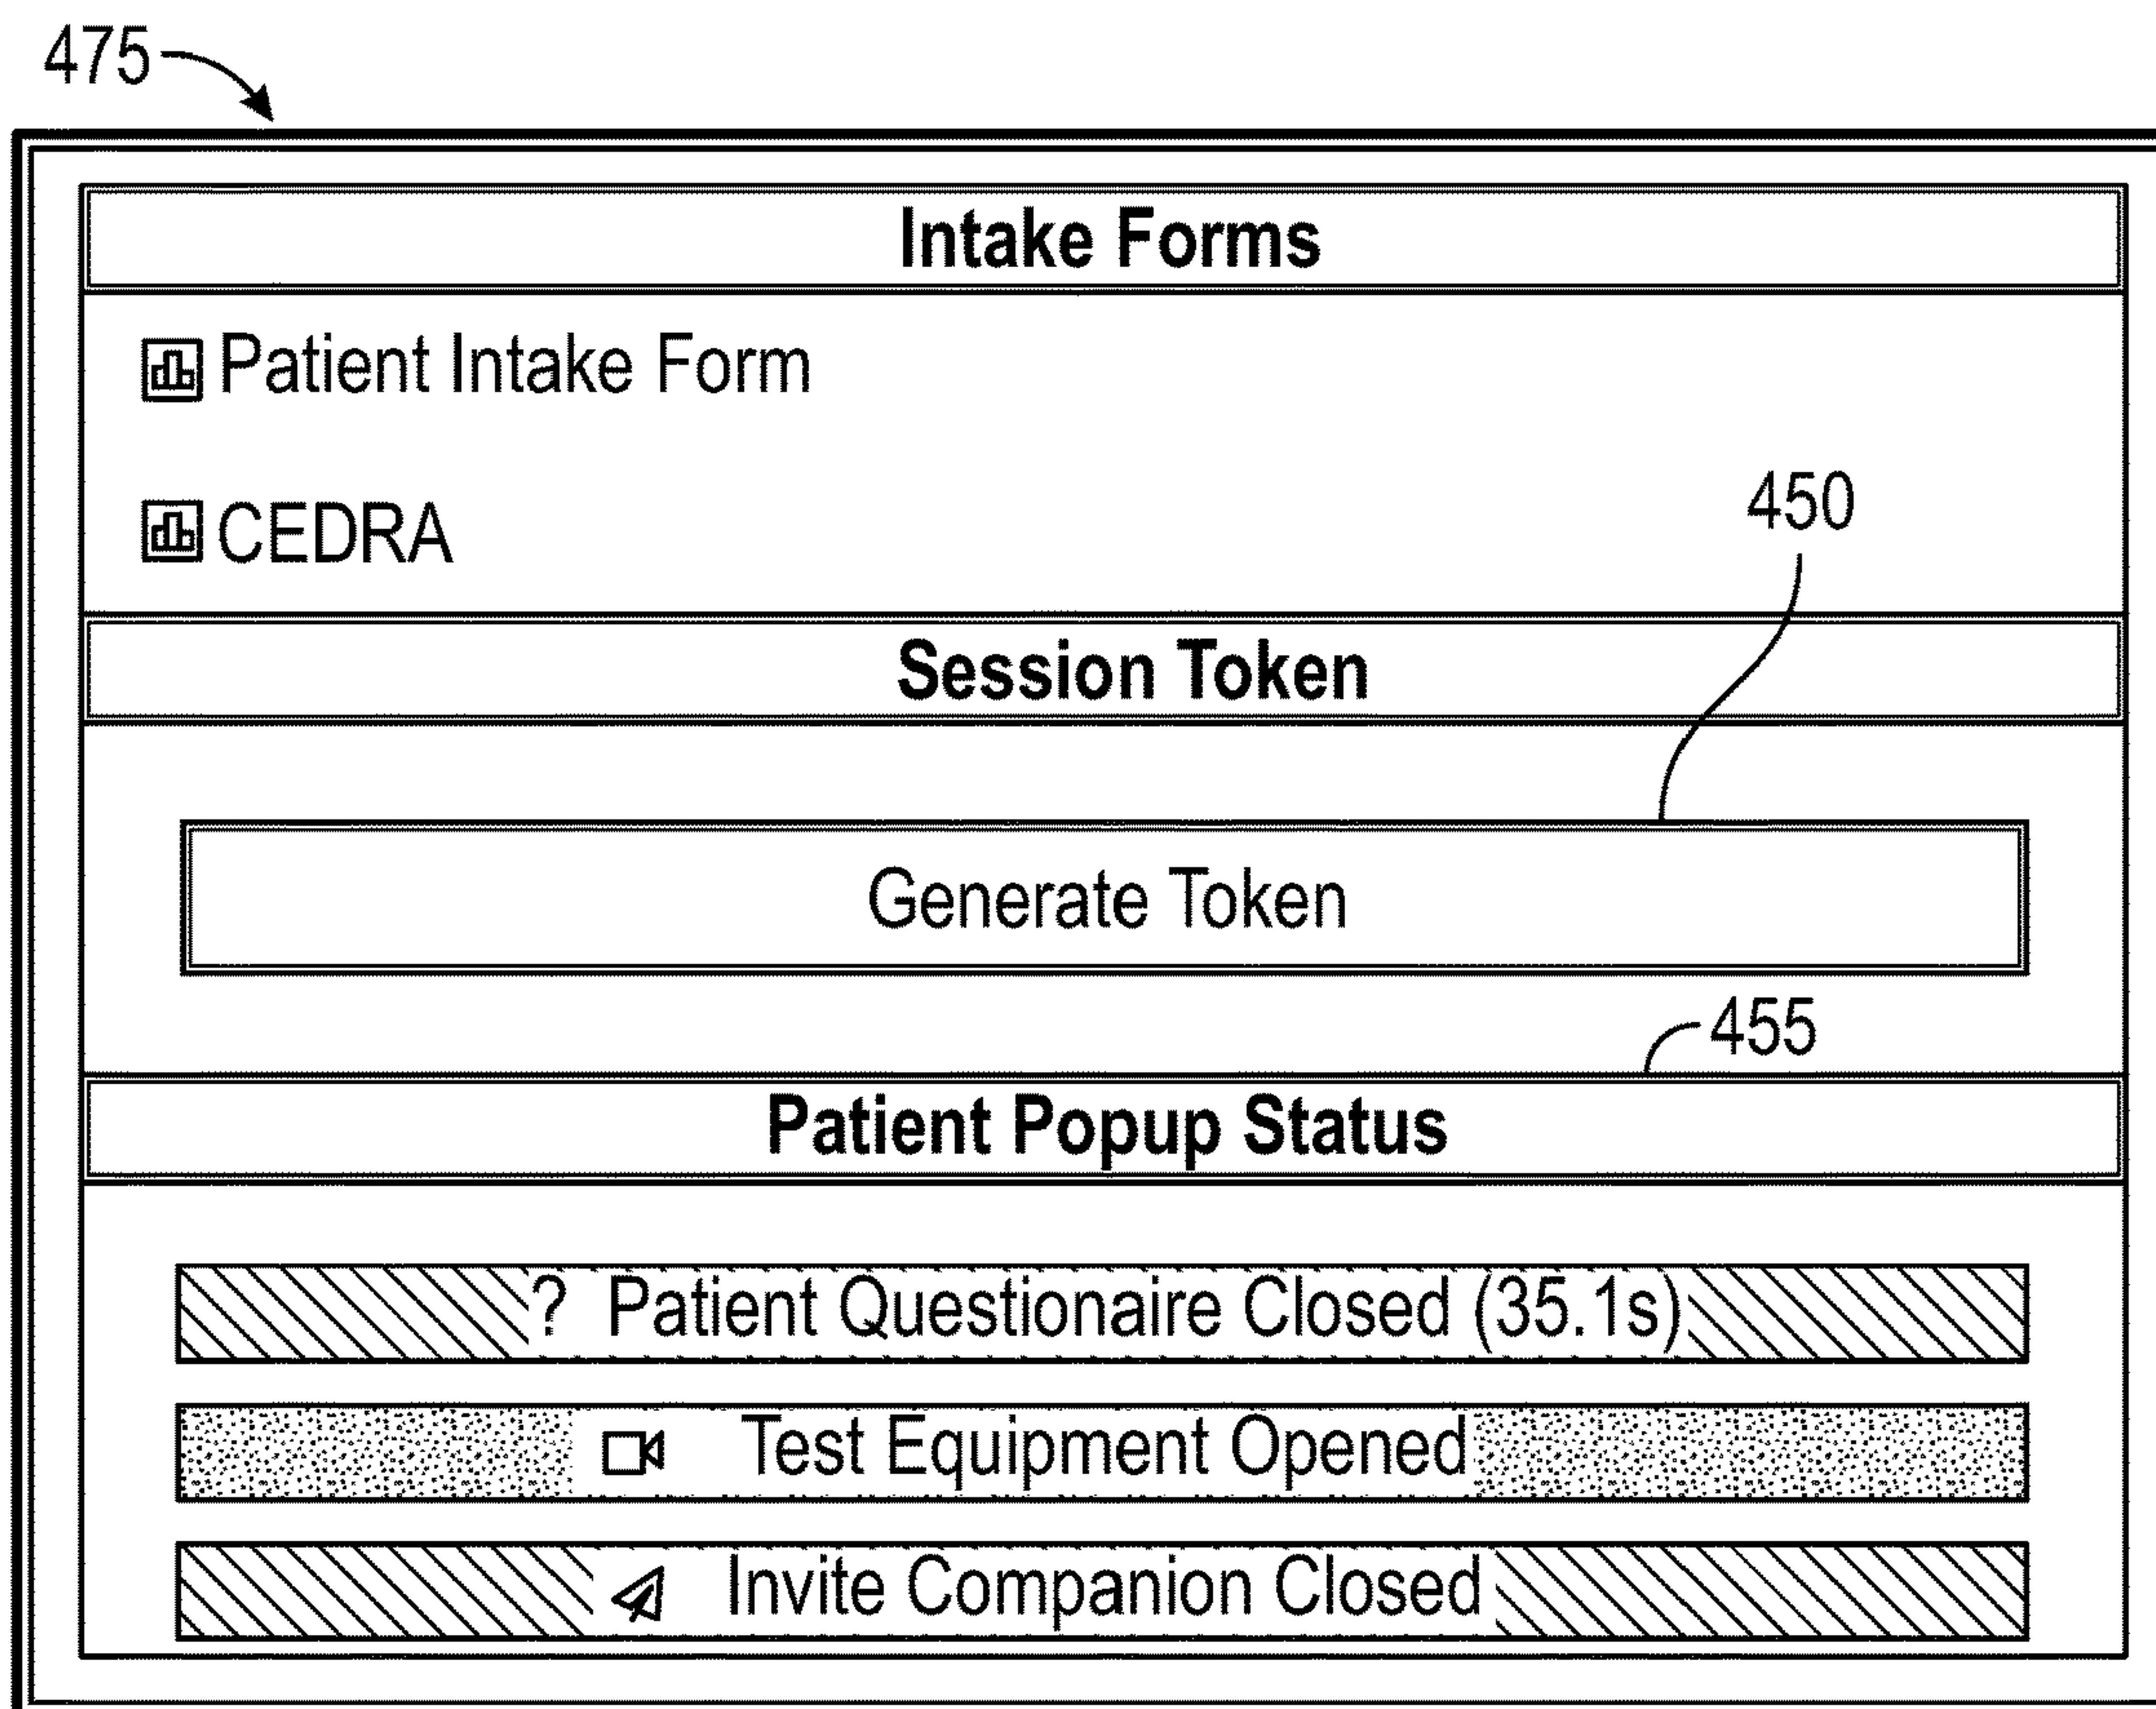 475
Intake Forms
Patient Intake Form
CEDRA
450
Session Token
Generate Token
455
Patient Popup Status
? Patient Questionaire Closed (35.1s)
Test Equipment Opened
Invite Companion Closed